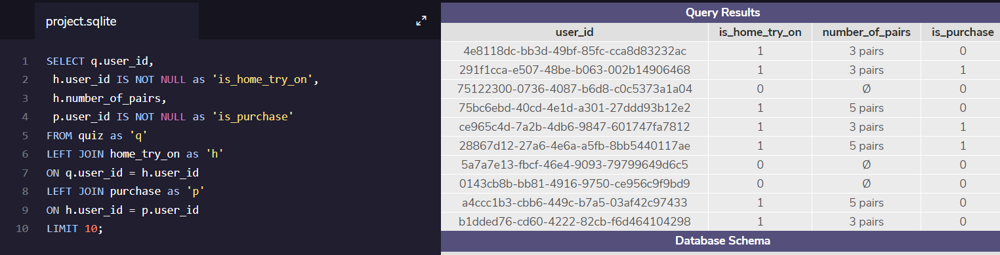 project.sqlite
1 SELECT q.user_id,
2 h.user_id IS NOT NULL as 'is_home_try_on',
3 h.number_of_pairs,
4 p.user_id IS NOT NULL as 'is_purchase'
5 FROM quiz as 'q'
6 LEFT JOIN home_try_on as 'h'
7 ON q.user_id = h.user_id
8 LEFT JOIN purchase as 'p'
9 ON h.user_id = p.user_id
10 LIMIT 10;
Query Results
user_id is_home_try_on number_of_pairs is_purchase
4e8118dc-bb3d-49bf-85fc-cca8d83232ac 1 3 pairs 0
291f1cca-e507-48be-b063-002b14906468 1 3 pairs 1
75122300-0736-4087-b6d8-c0c5373a1a04 0 Ø 0
75bc6ebd-40cd-4e1d-a301-27ddd93b12e2 1 5 pairs 0
ce965c4d-7a2b-4db6-9847-601747fa7812 1 3 pairs 1
28867d12-27a6-4e6a-a5fb-8bb5440117ae 1 5 pairs 1
5a7a7e13-fbcf-46e4-9093-79799649d6c5 0 Ø 0
0143cb8b-bb81-4916-9750-ce956c9f9bd9 0 Ø 0
a4ccc1b3-cbb6-449c-b7a5-03af42c97433 1 5 pairs 0
b1dded76-cd60-4222-82cb-f6d464104298 1 3 pairs 0
Database Schema